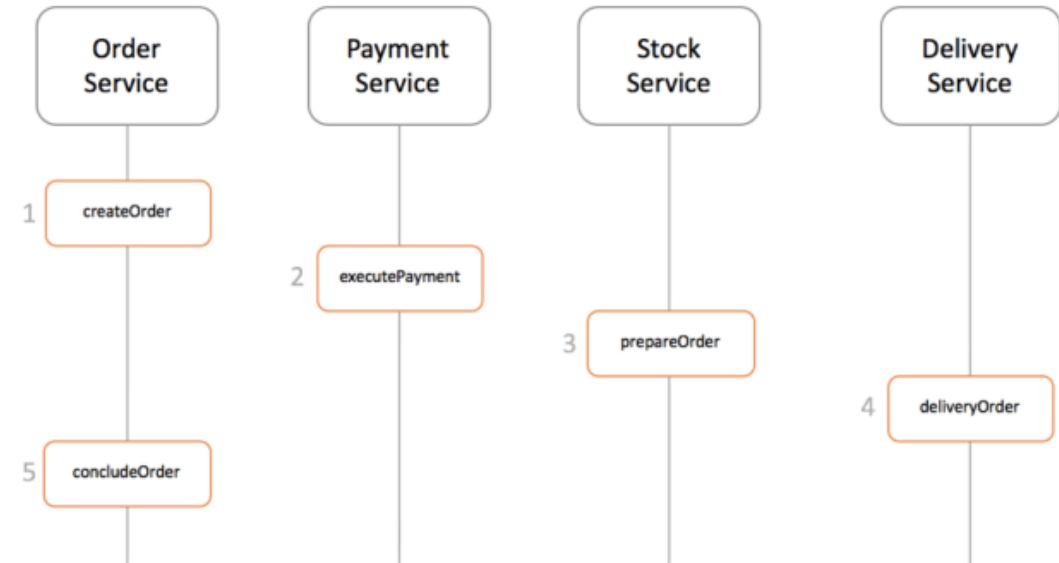 Order
Service
Payment
Service
Stock
Service
Delivery
Service
1
createOrder
2
executePayment
3
prepareOrder
4
deliveryOrder
5
concludeOrder